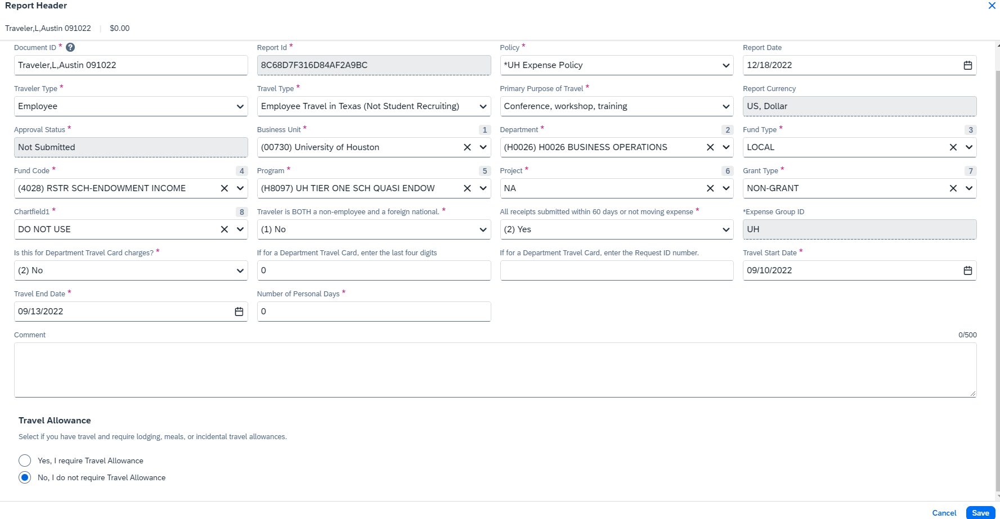 Report Header
Traveler,L,Austin 091022 | $0.00
Document ID * ? Report Id * Policy * Report Date
Traveler,L,Austin 091022 8C68D7F316D84AF2A9BC *UH Expense Policy 12/18/2022
Traveler Type * Travel Type * Primary Purpose of Travel * Report Currency
Employee Employee Travel in Texas (Not Student Recruiting) Conference, workshop, training US, Dollar
Approval Status * Business Unit * 1 Department * 2 Fund Type * 3
Not Submitted (00730) University of Houston (H0026) H0026 BUSINESS OPERATIONS LOCAL
Fund Code * 4 Program * 5 Project * 6 Grant Type * 7
(4028) RSTR SCH-ENDOWMENT INCOME (H8097) UH TIER ONE SCH QUASI ENDOW NA NON-GRANT
Chartfield1 * 8 Traveler is BOTH a non-employee and a foreign national. * All receipts submitted within 60 days or not moving expense * *Expense Group ID
DO NOT USE (1) No (2) Yes UH
Is this for Department Travel Card charges? * If for a Department Travel Card, enter the last four digits If for a Department Travel Card, enter the Request ID number. Travel Start Date *
(2) No 0 09/10/2022
Travel End Date * Number of Personal Days *
09/13/2022 0
Comment 0/500
Travel Allowance
Select if you have travel and require lodging, meals, or incidental travel allowances.
Yes, I require Travel Allowance
No, I do not require Travel Allowance
Cancel Save